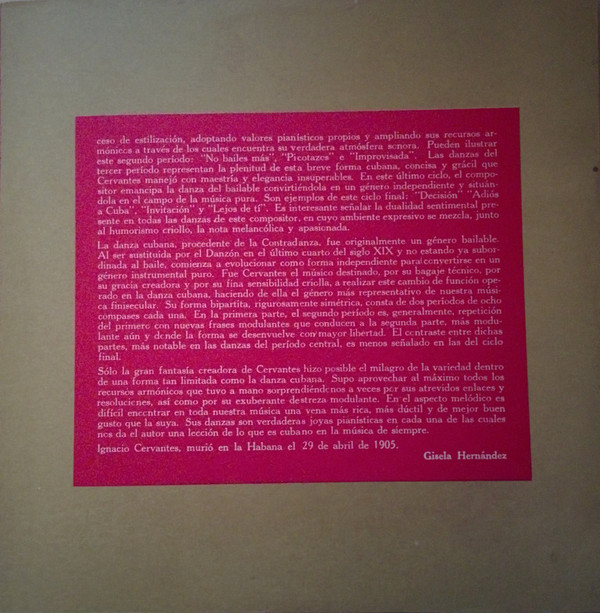 ceso de estilización, adoptando valores pianísticos propios y ampliando sus recursos ar-
mónicos a través de los cuales encuentra su verdadera atmósfera sonora. Pueden ilustrar
este segundo período: "No bailes más", "Picotazos" e "Improvisada". Las danzas del
tercer período representan la plenitud de esta breve forma cubana, concisa y grácil que
Cervantes manejó con maestría y elegancia insuperables. En este último ciclo, el compo-
sitor emancipa la danza del bailable convirtiéndola en un género independiente y situán-
dola en el campo de la música pura. Son ejemplos de este ciclo final: "Decisión" "Adiós
a Cuba", "Invitación" y "Lejos de tí". Es interesante señalar la dualidad sentimental pre-
sente en todas las danzas de este compositor, en cuyo ambiente expresivo se mezcla, junto
al humorismo criollo, la nota melancólica y apasionada.
La danza cubana, procedente de la Contradanza, fue originalmente un género bailable.
Al ser sustituida por el Danzón en el último cuarto del siglo XIX y no estando ya subor-
dinada al baile, comienza a evolucionar como forma independiente para convertirse en un
género instrumental puro. Fue Cervantes el músico destinado, por su bagaje técnico, por
su gracia creadora y por su fina sensibilidad criolla, a realizar este cambio de función ope-
rado en la danza cubana, haciendo de ella el género más representativo de nuestra músi-
ca finisecular. Su forma bipartita, rigurosamente simétrica, consta de dos períodos de ocho
compases cada una. En la primera parte, el segundo período es, generalmente, repetición
del primero con nuevas frases modulantes que conducen a la segunda parte, más modu-
lante aún y donde la forma se desenvuelve con mayor libertad. El contraste entre dichas
partes, más notable en las danzas del período central, es menos señalado en las del ciclo
final.
Sólo la gran fantasía creadora de Cervantes hizo posible el milagro de la variedad dentro
de una forma tan limitada como la danza cubana. Supo aprovechar al máximo todos los
recursos armónicos que tuvo a mano sorprendiéndonos a veces por sus atrevidos enlaces y
resoluciones, así como por su exuberante destreza modulante. En el aspecto melódico es
difícil encontrar en toda nuestra música una vena más rica, más dúctil y de mejor buen
gusto que la suya. Sus danzas son verdaderas joyas pianísticas en cada una de las cuales
nos da el autor una lección de lo que es cubano en la música de siempre.
Ignacio Cervantes, murió en la Habana el 29 de abril de 1905.
Gisela Hernández